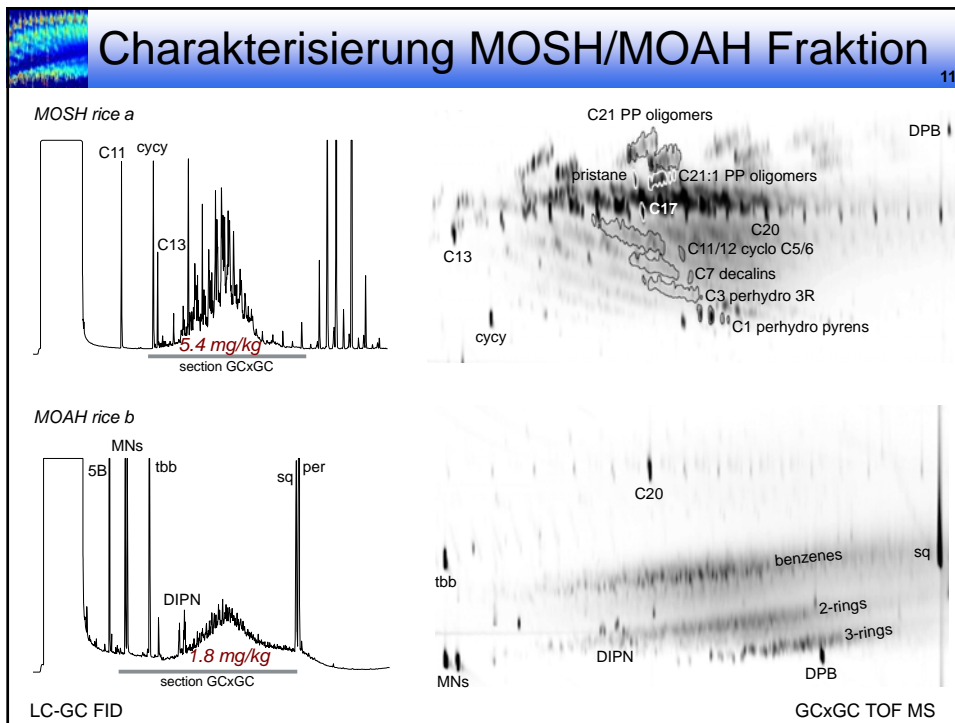 Charakterisierung MOSH/MOAH Fraktion
11
MOSH rice a
C11
cycy
C13
5.4 mg/kg
section GCxGC
C21 PP oligomers
DPB
pristane
C21:1 PP oligomers
C17
C20
C13
C11/12 cyclo C5/6
C7 decalins
C3 perhydro 3R
C1 perhydro pyrens
cycy
MOAH rice b
MNs
5B
tbb
sq
per
DIPN
1.8 mg/kg
section GCxGC
C20
benzenes
sq
tbb
2-rings
3-rings
DIPN
MNs
DPB
LC-GC FID
GCxGC TOF MS